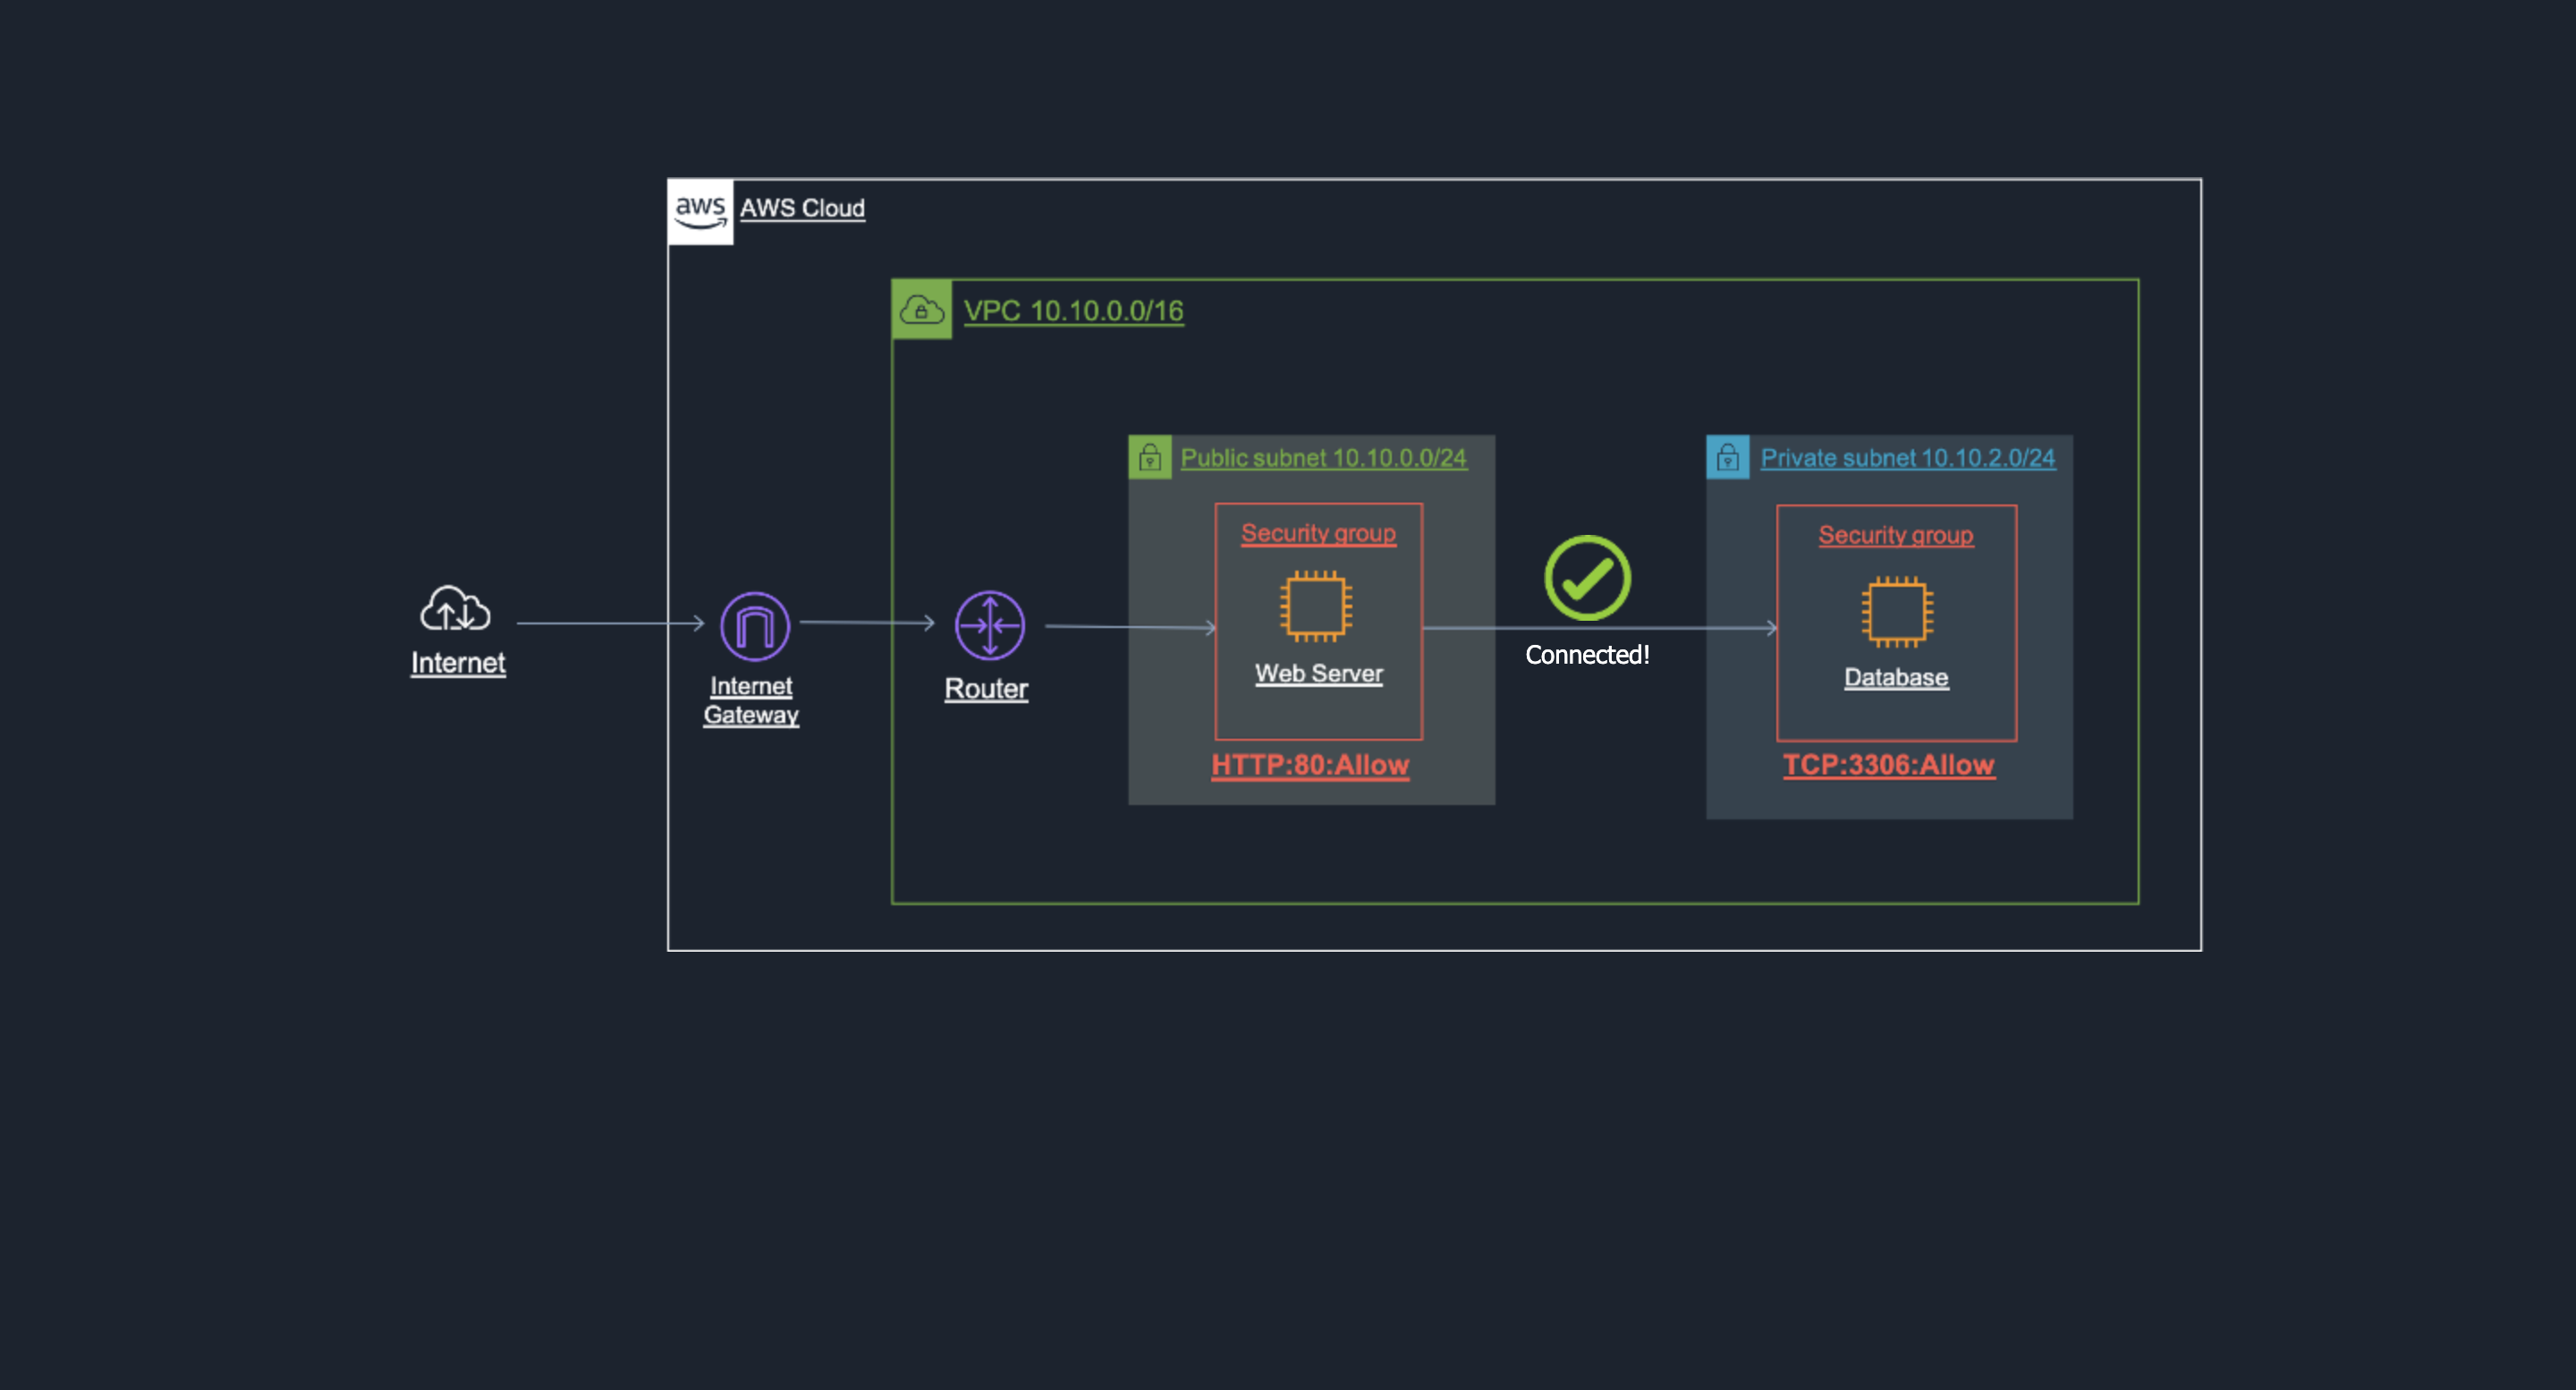 aws
AWS Cloud
VPC 10.10.0.0/16
Public subnet 10.10.0.0/24
Private subnet 10.10.2.0/24
Security group
Security group
Internet
Internet
Gateway
Router
Web Server
Connected!
Database
HTTP:80:Allow
TCP:3306:Allow